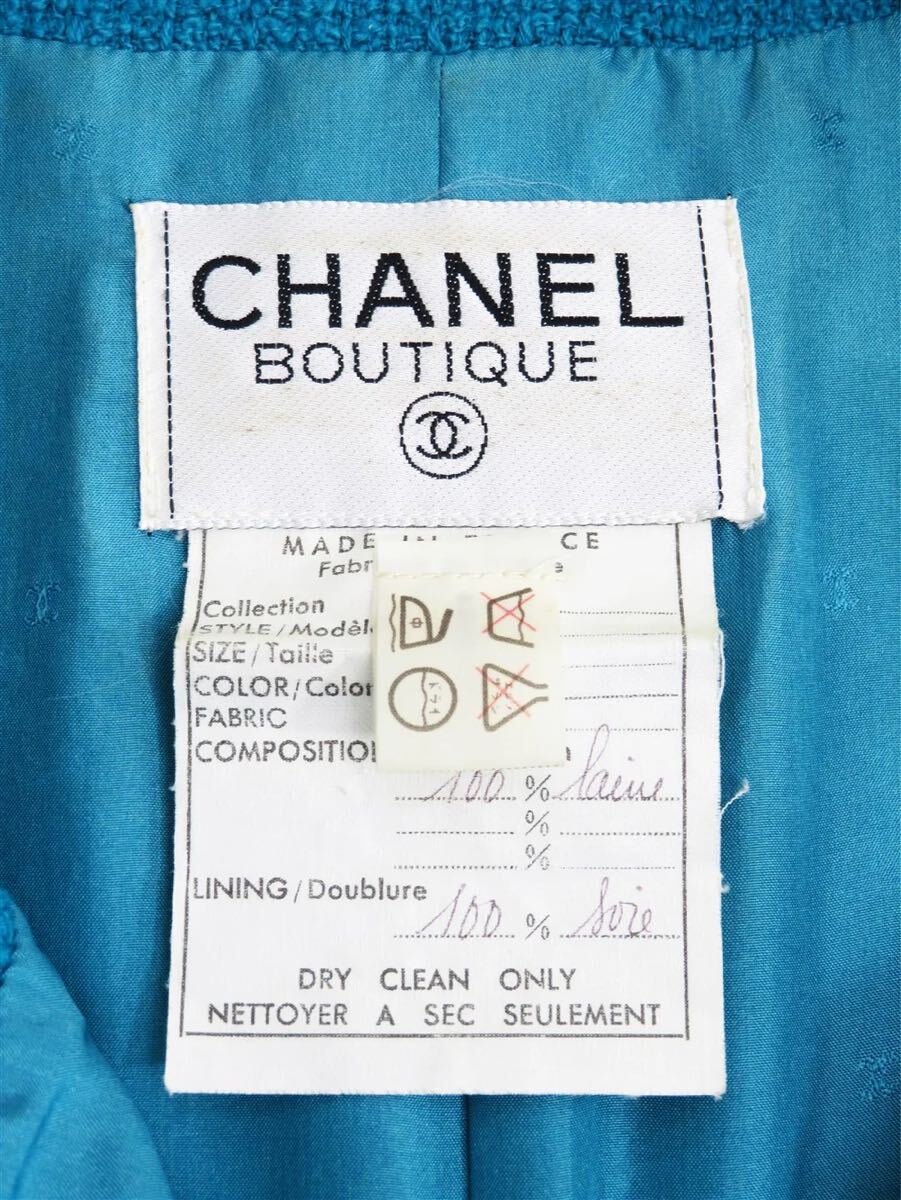 CHANEL
BOUTIQUE
MADE IN CE
Fabr e
Collection
STYLE/Modèl
SIZE/Taille
COLOR/Color
FABRIC
COMPOSITIO n
100 % laine
%
%
LINING/Doublure
100 % soie
DRY CLEAN ONLY
NETTOYER A SEC SEULEMENT